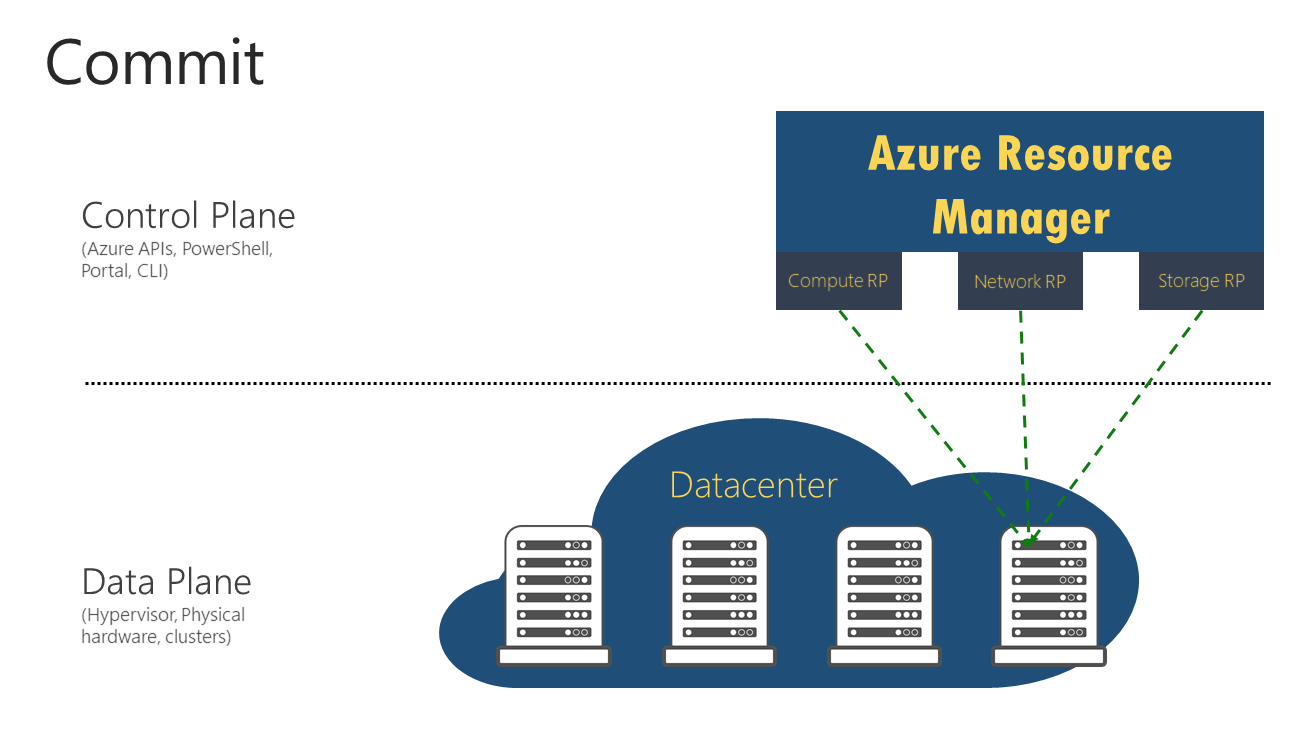 Commit
Azure Resource
Manager
Control Plane
(Azure APIs, PowerShell,
Portal, CLI)
Compute RP
Network RP
Storage RP
Datacenter
Data Plane
(Hypervisor, Physical
hardware, clusters)